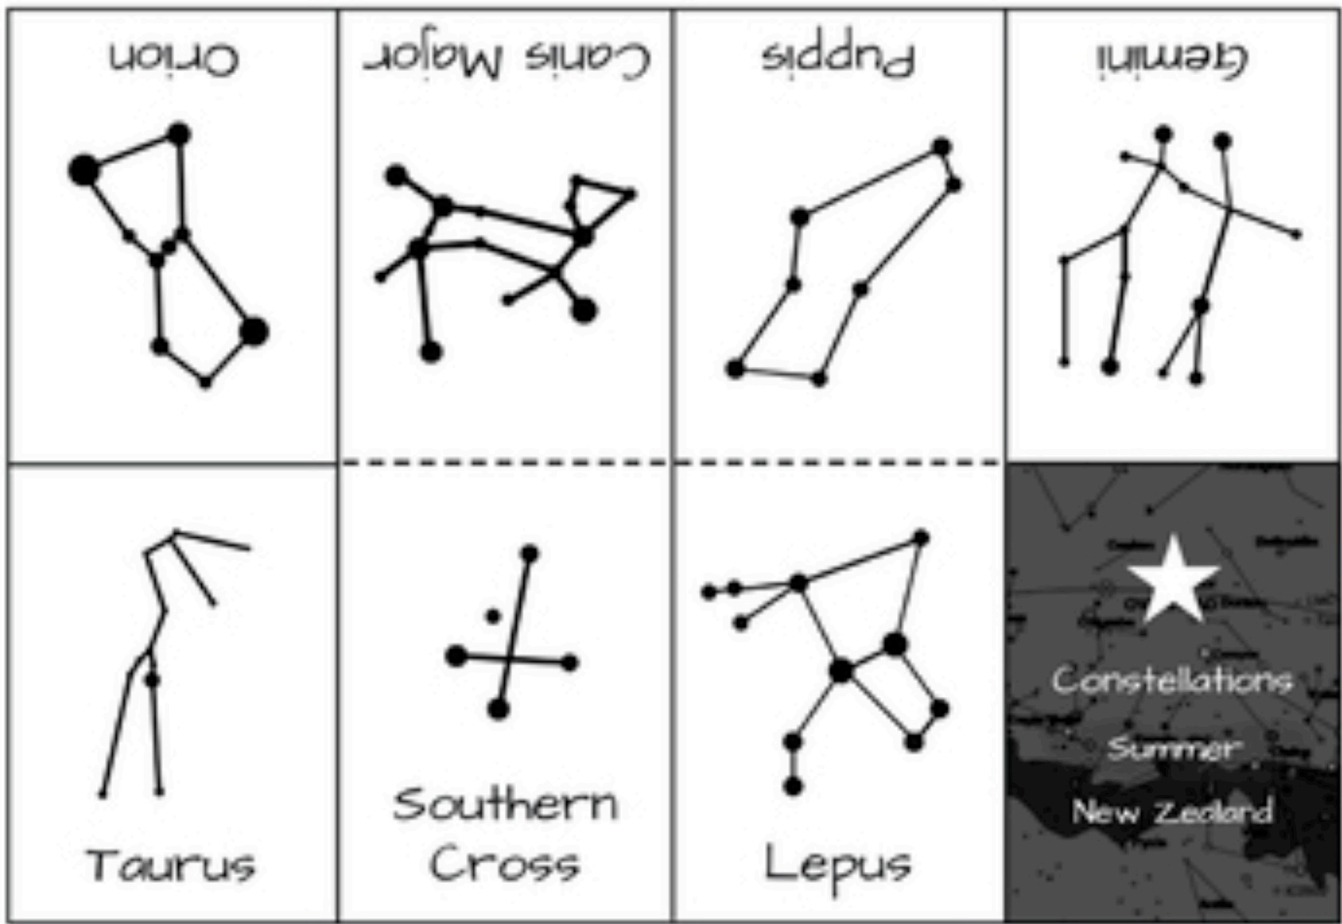 Orion
Canis Major
Puppis
Gemini
Taurus
Southern
Cross
Lepus
Constellations
Summer
New Zealand